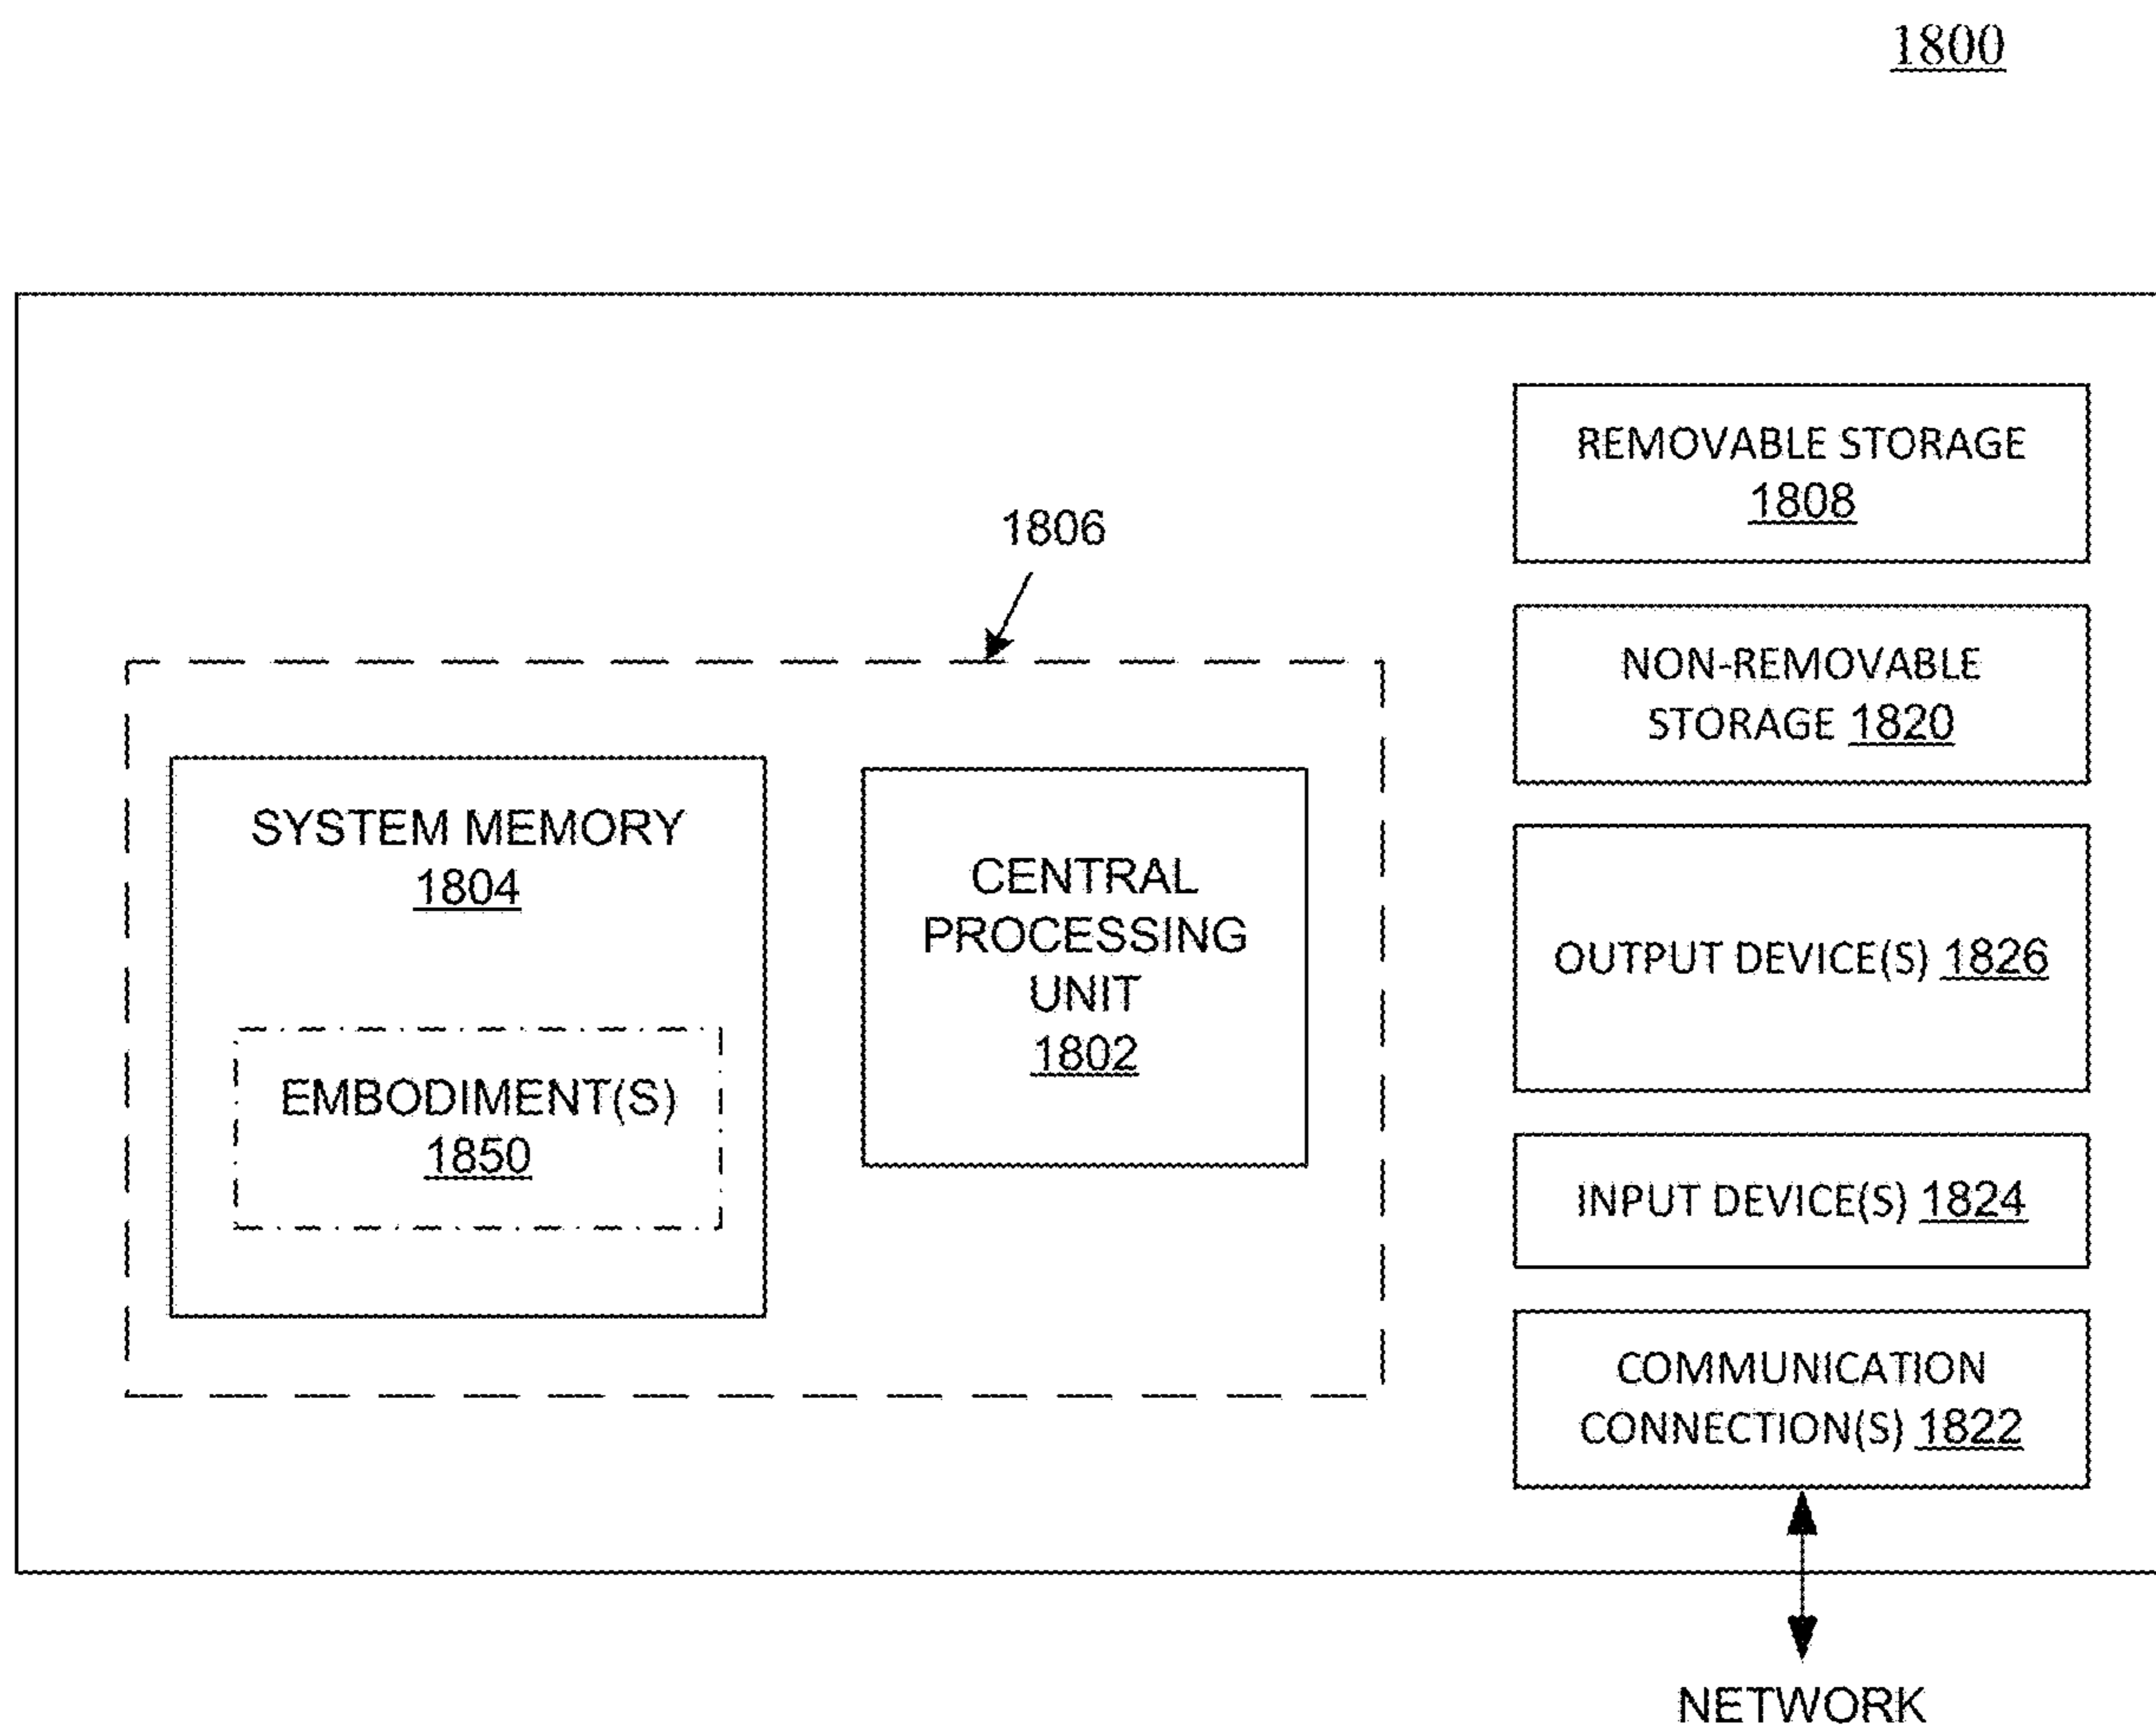 1800
1806
SYSTEM MEMORY
1804
EMBODIMENT(S)
1850
CENTRAL
PROCESSING
UNIT
1802
REMOVABLE STORAGE
1808
NON-REMOVABLE
STORAGE 1820
OUTPUT DEVICE(S) 1826
INPUT DEVICE(S) 1824
COMMUNICATION
CONNECTION(S) 1822
NETWORK